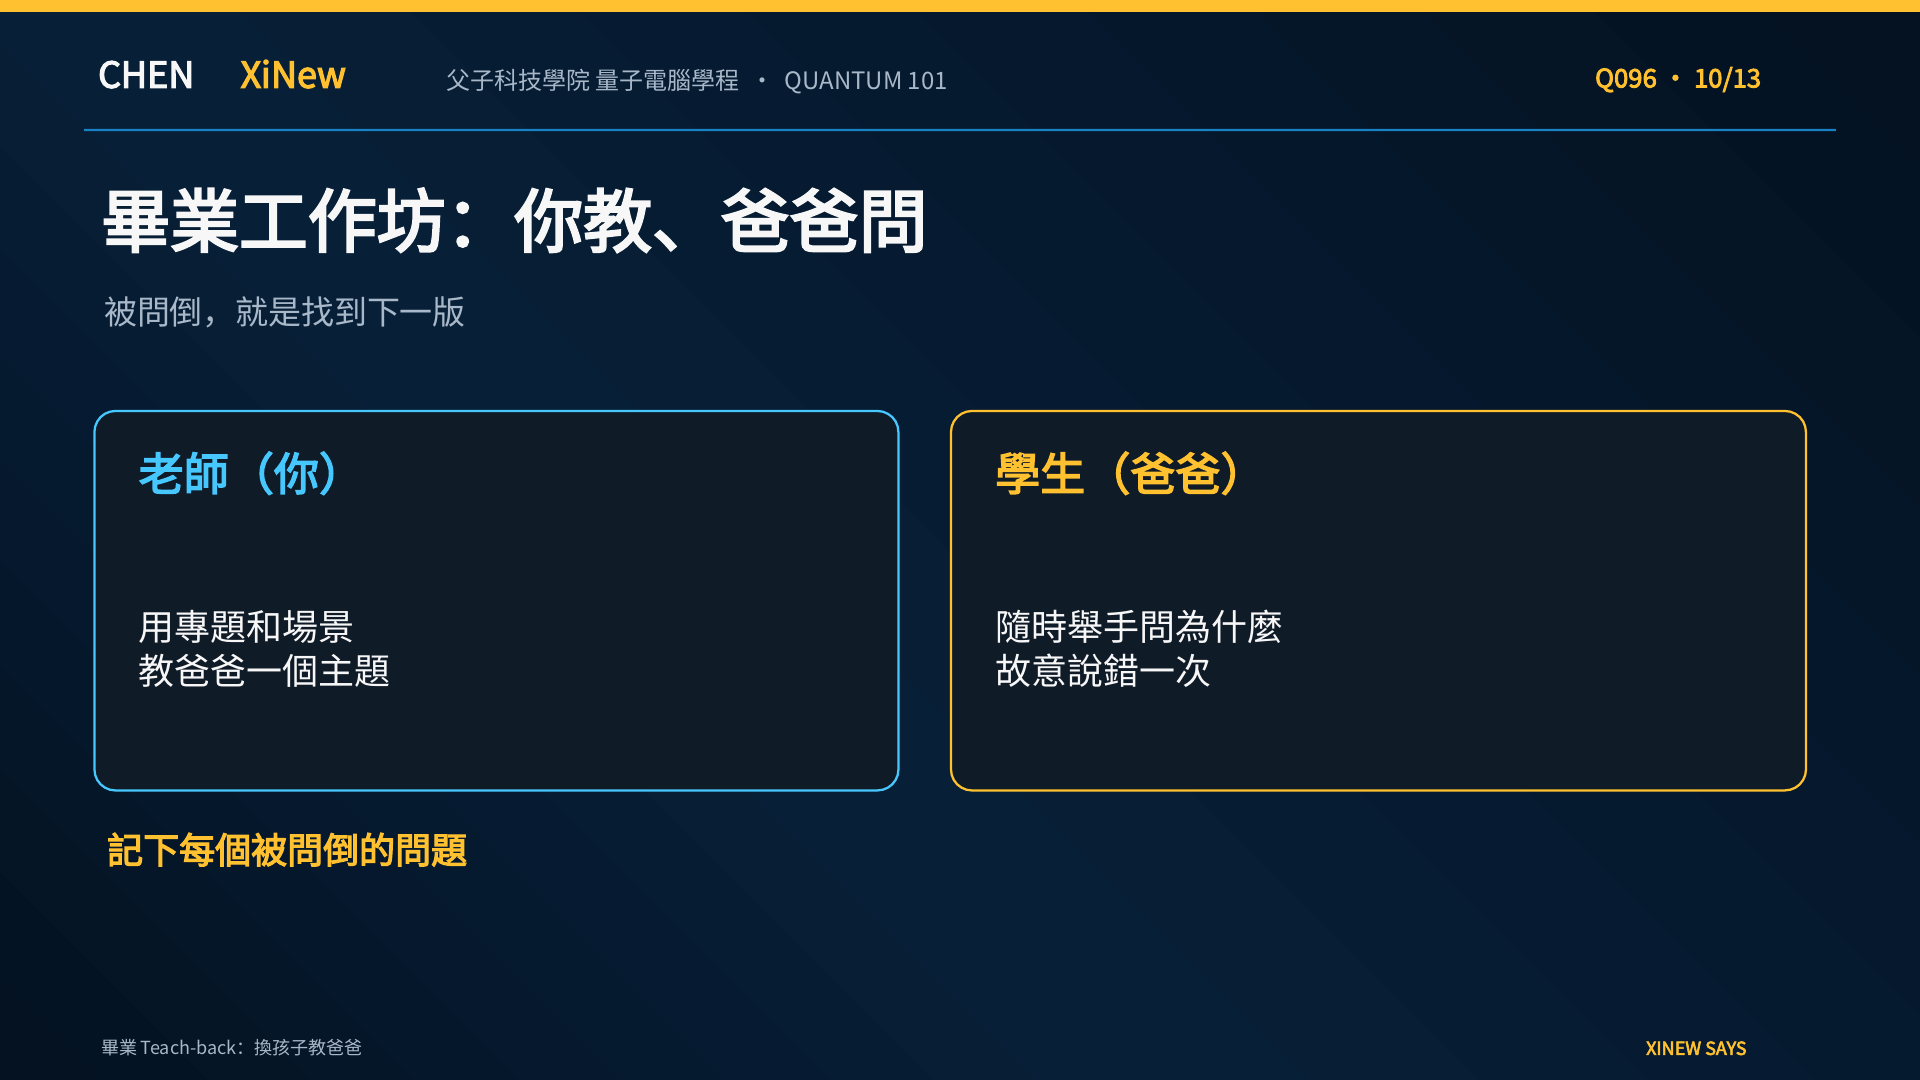 CHEN XiNew 父子科技學院 量子電腦學程 · QUANTUM 101 Q096 · 10/13
畢業工作坊：你教、爸爸問
被問倒，就是找到下一版
老師（你）
用專題和場景
教爸爸一個主題
學生（爸爸）
隨時舉手問為什麼
故意說錯一次
記下每個被問倒的問題
畢業 Teach-back：換孩子教爸爸
XINEW SAYS